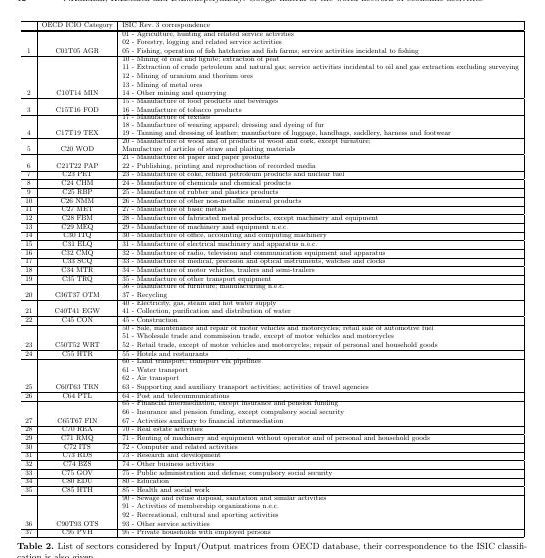 OECD ICIO Category ISIC Rev. 3 correspondence
01 - Agriculture, hunting and related service activities
02 - Forestry, logging and related service activities
1 C01T05 AGR 05 - Fishing, operation of fish hatcheries and fish farms; service activities incidental to fishing
10 - Mining of coal and lignite; extraction of peat
11 - Extraction of crude petroleum and natural gas; service activities incidental to oil and gas extraction excluding surveying
12 - Mining of uranium and thorium ores
13 - Mining of metal ores
2 C10T14 MIN 14 - Other mining and quarrying
15 - Manufacture of food products and beverages
3 C15T16 FOD 16 - Manufacture of tobacco products
17 - Manufacture of textiles
18 - Manufacture of wearing apparel; dressing and dyeing of fur
4 C17T19 TEX 19 - Tanning and dressing of leather; manufacture of luggage, handbags, saddlery, harness and footwear
20 - Manufacture of wood and of products of wood and cork, except furniture;
5 C20 WOD Manufacture of articles of straw and plaiting materials
21 - Manufacture of paper and paper products
6 C21T22 PAP 22 - Publishing, printing and reproduction of recorded media
7 C23 PET 23 - Manufacture of coke, refined petroleum products and nuclear fuel
8 C24 CHM 24 - Manufacture of chemicals and chemical products
9 C25 RBP 25 - Manufacture of rubber and plastics products
10 C26 NMM 26 - Manufacture of other non-metallic mineral products
11 C27 MET 27 - Manufacture of basic metals
12 C28 FBM 28 - Manufacture of fabricated metal products, except machinery and equipment
13 C29 MEQ 29 - Manufacture of machinery and equipment n.e.c.
14 C30 ITQ 30 - Manufacture of office, accounting and computing machinery
15 C31 ELQ 31 - Manufacture of electrical machinery and apparatus n.e.c.
16 C32 CMQ 32 - Manufacture of radio, television and communication equipment and apparatus
17 C33 SCQ 33 - Manufacture of medical, precision and optical instruments, watches and clocks
18 C34 MTR 34 - Manufacture of motor vehicles, trailers and semi-trailers
19 C35 TRQ 35 - Manufacture of other transport equipment
36 - Manufacture of furniture; manufacturing n.e.c.
20 C36T37 OTM 37 - Recycling
40 - Electricity, gas, steam and hot water supply
21 C40T41 EGW 41 - Collection, purification and distribution of water
22 C45 CON 45 - Construction
50 - Sale, maintenance and repair of motor vehicles and motorcycles; retail sale of automotive fuel
51 - Wholesale trade and commission trade, except of motor vehicles and motorcycles
23 C50T52 WRT 52 - Retail trade, except of motor vehicles and motorcycles; repair of personal and household goods
24 C55 HTR 55 - Hotels and restaurants
60 - Land transport; transport via pipelines
61 - Water transport
62 - Air transport
25 C60T63 TRN 63 - Supporting and auxiliary transport activities; activities of travel agencies
26 C64 PTL 64 - Post and telecommunications
65 - Financial intermediation, except insurance and pension funding
66 - Insurance and pension funding, except compulsory social security
27 C65T67 FIN 67 - Activities auxiliary to financial intermediation
28 C70 REA 70 - Real estate activities
29 C71 RMQ 71 - Renting of machinery and equipment without operator and of personal and household goods
30 C72 ITS 72 - Computer and related activities
31 C73 RDS 73 - Research and development
32 C74 BZS 74 - Other business activities
33 C75 GOV 75 - Public administration and defense; compulsory social security
34 C80 EDU 80 - Education
35 C85 HTH 85 - Health and social work
90 - Sewage and refuse disposal, sanitation and similar activities
91 - Activities of membership organizations n.e.c.
92 - Recreational, cultural and sporting activities
36 C90T93 OTS 93 - Other service activities
37 C95 PVH 95 - Private households with employed persons
Table 2. List of sectors considered by Input/Output matrices from OECD database, their correspondence to the ISIC classifi-
cation is also given.